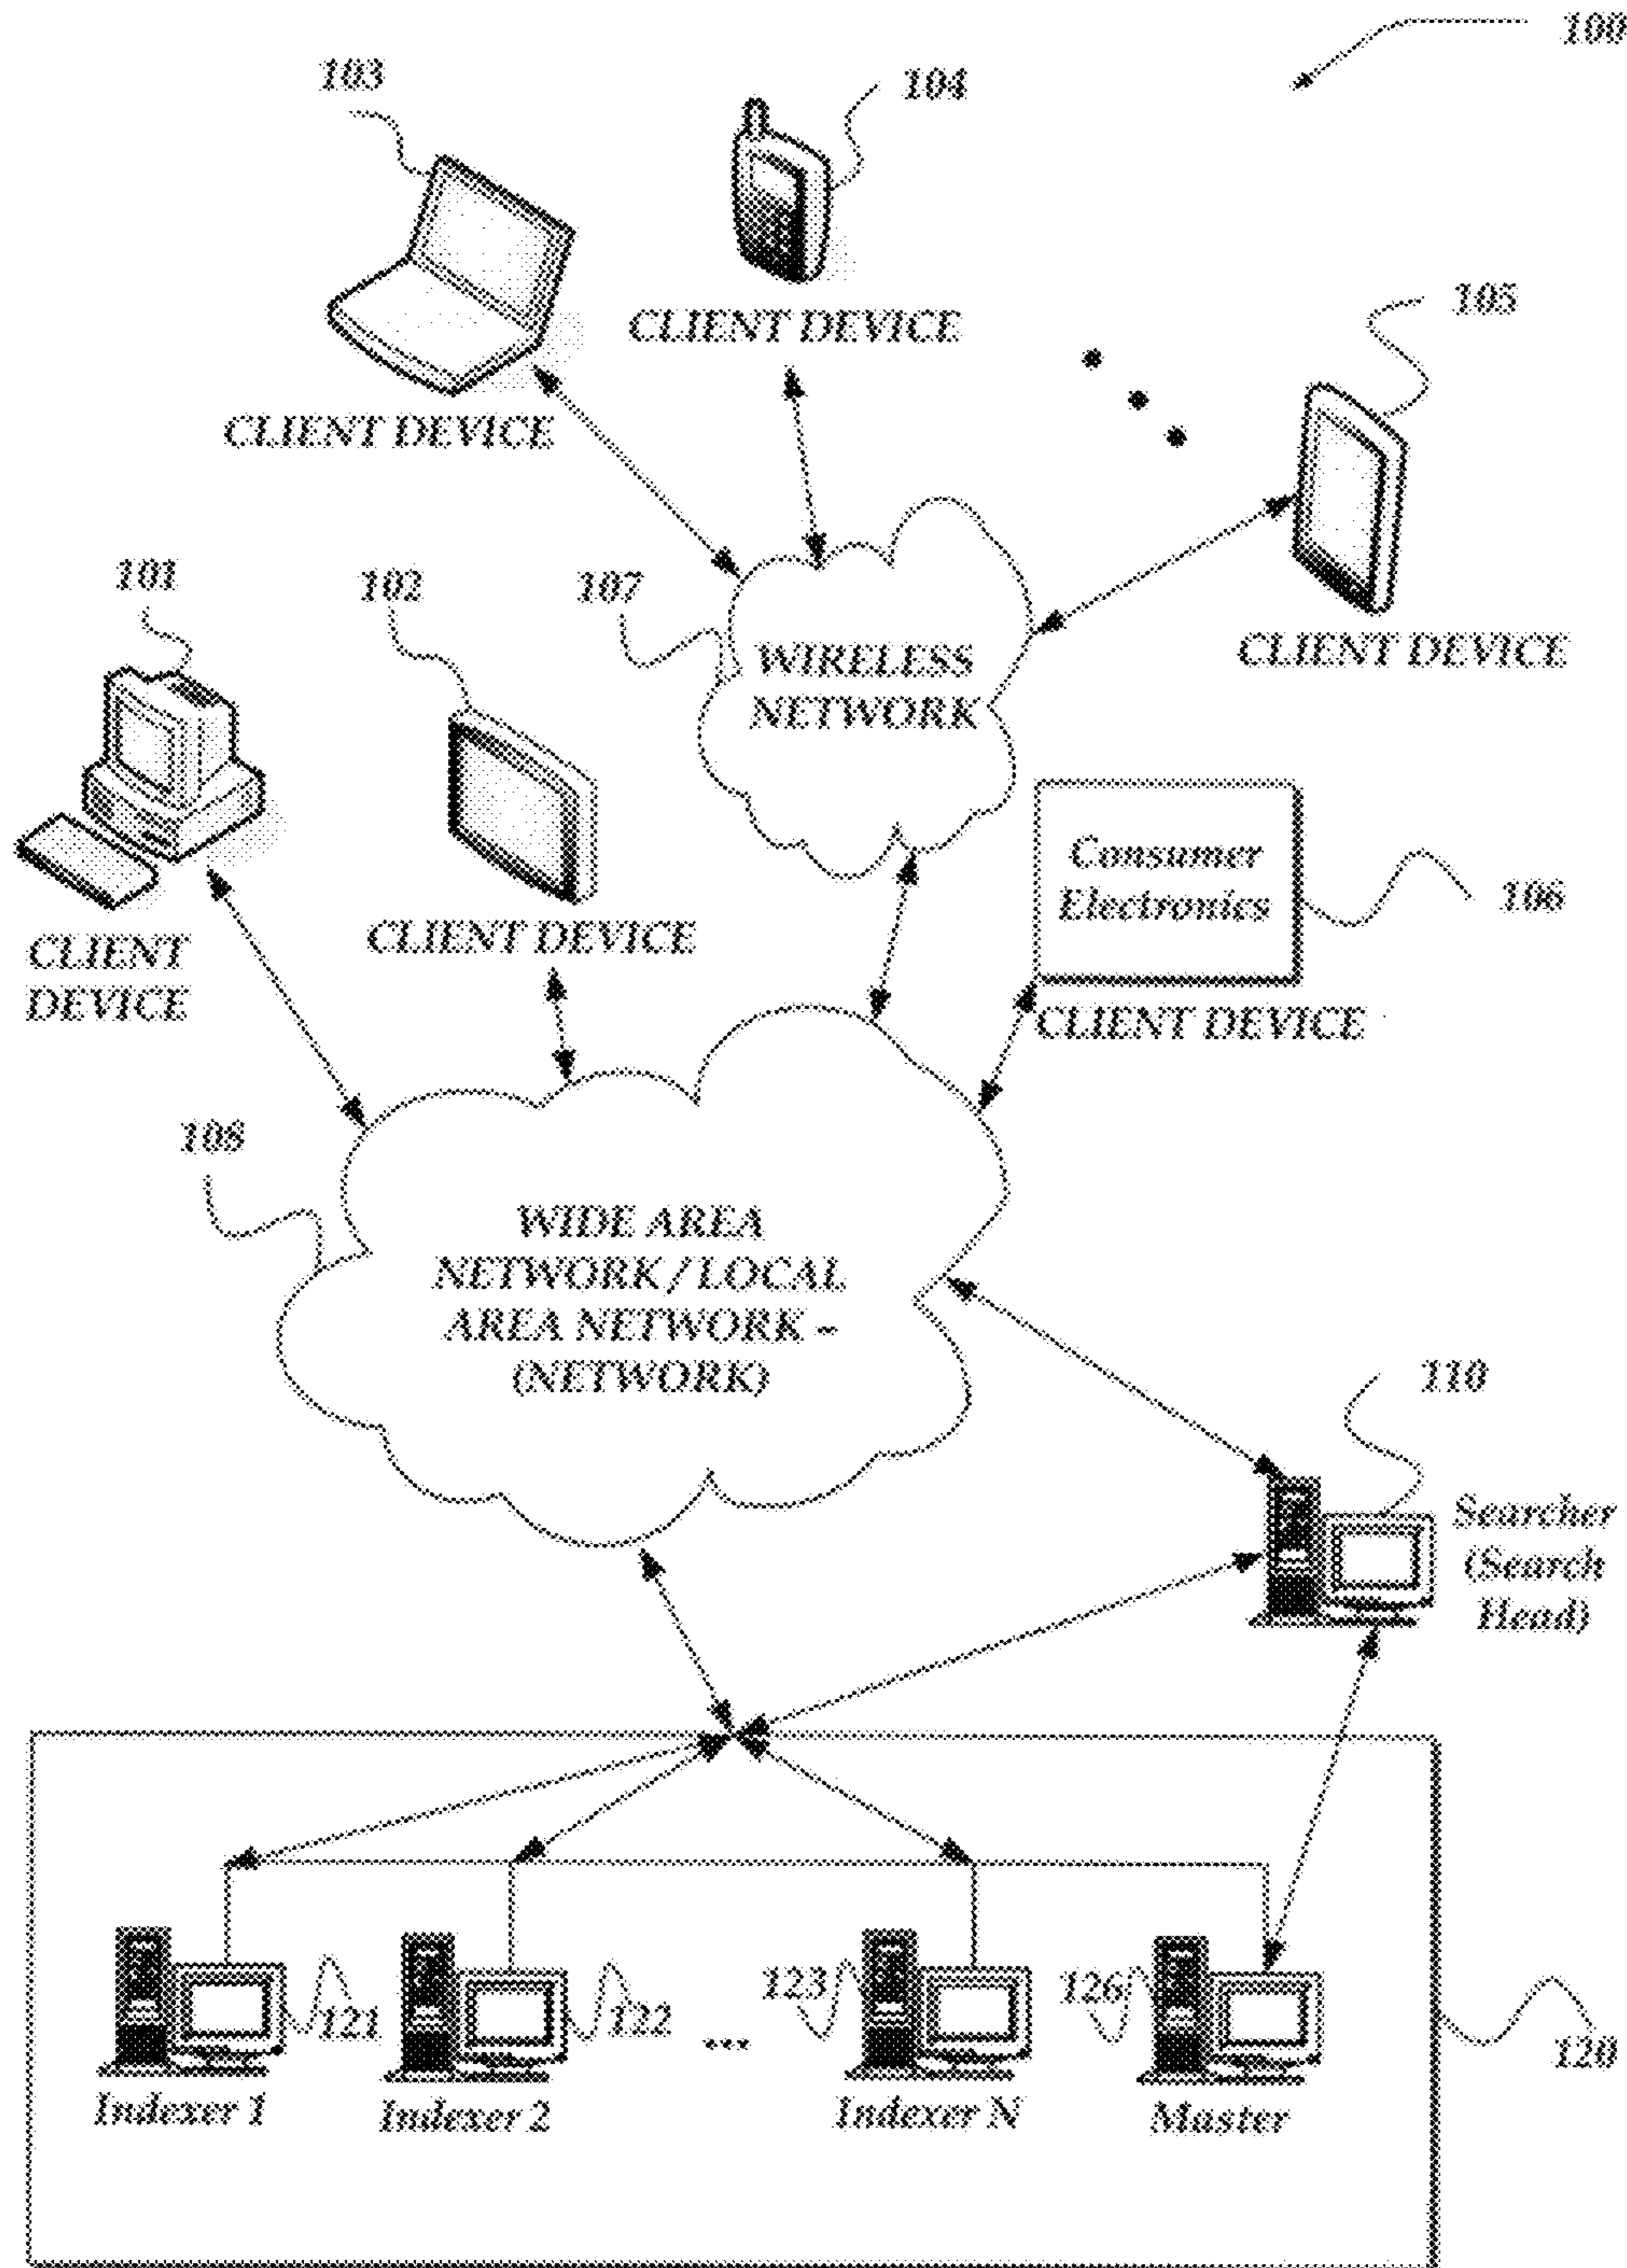 100
103
104
CLIENT DEVICE
105
CLIENT DEVICE
101
102
107
WIRELESS
NETWORK
CLIENT DEVICE
Consumer
Electronics
106
CLIENT
DEVICE
CLIENT DEVICE
CLIENT DEVICE
108
WIDE AREA
NETWORK / LOCAL
AREA NETWORK -
(NETWORK)
110
Searcher
(Search
Head)
121
122
...
123
126
120
Indexer 1
Indexer 2
Indexer N
Master